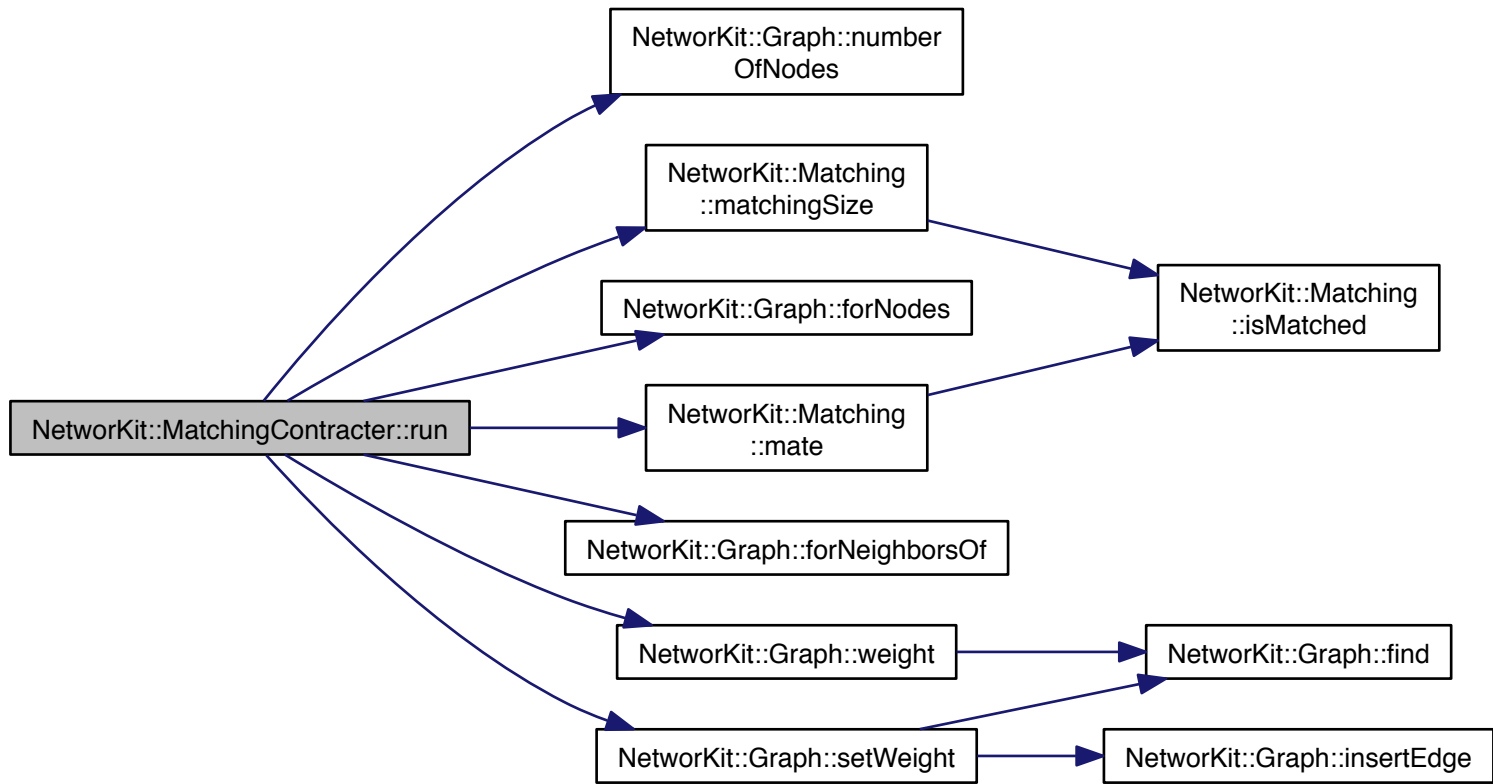 NetworKit::Graph::number
OfNodes
NetworKit::Matching
::matchingSize
NetworKit::Graph::forNodes
NetworKit::MatchingContracter::run
NetworKit::Matching
::mate
NetworKit::Graph::forNeighborsOf
NetworKit::Graph::weight
NetworKit::Graph::setWeight
NetworKit::Matching
::isMatched
NetworKit::Graph::find
NetworKit::Graph::insertEdge